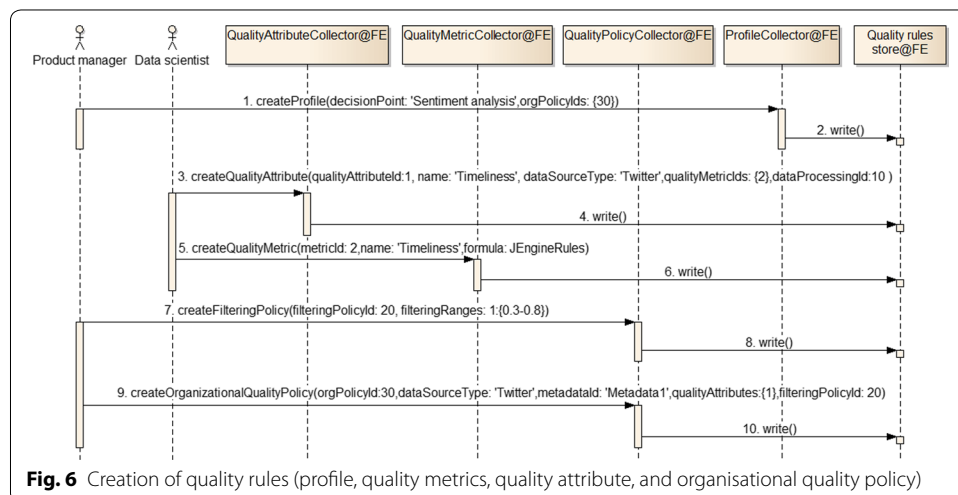 QualityAttributeCollector@FE QualityMetricCollector@FE QualityPolicyCollector@FE ProfileCollector@FE Quality rules
store@FE
Product manager Data scientist
1. createProfile(decisionPoint: 'Sentiment analysis',orgPolicyIds: {30})
2. write()
3. createQualityAttribute(qualityAttributeId:1, name: 'Timeliness', dataSourceType: 'Twitter',qualityMetricIds: {2},dataProcessingId:10 )
4. write()
5. createQualityMetric(metricId: 2,name: 'Timeliness',formula: JEngineRules)
6. write()
7. createFilteringPolicy(filteringPolicyId: 20, filteringRanges: 1:{0.3-0.8})
8. write()
9. createOrganizationalQualityPolicy(orgPolicyId:30,dataSourceType: 'Twitter',metadataId: 'Metadata1',qualityAttributes:{1},filteringPolicyId: 20)
10. write()
Fig. 6 Creation of quality rules (profile, quality metrics, quality attribute, and organisational quality policy)